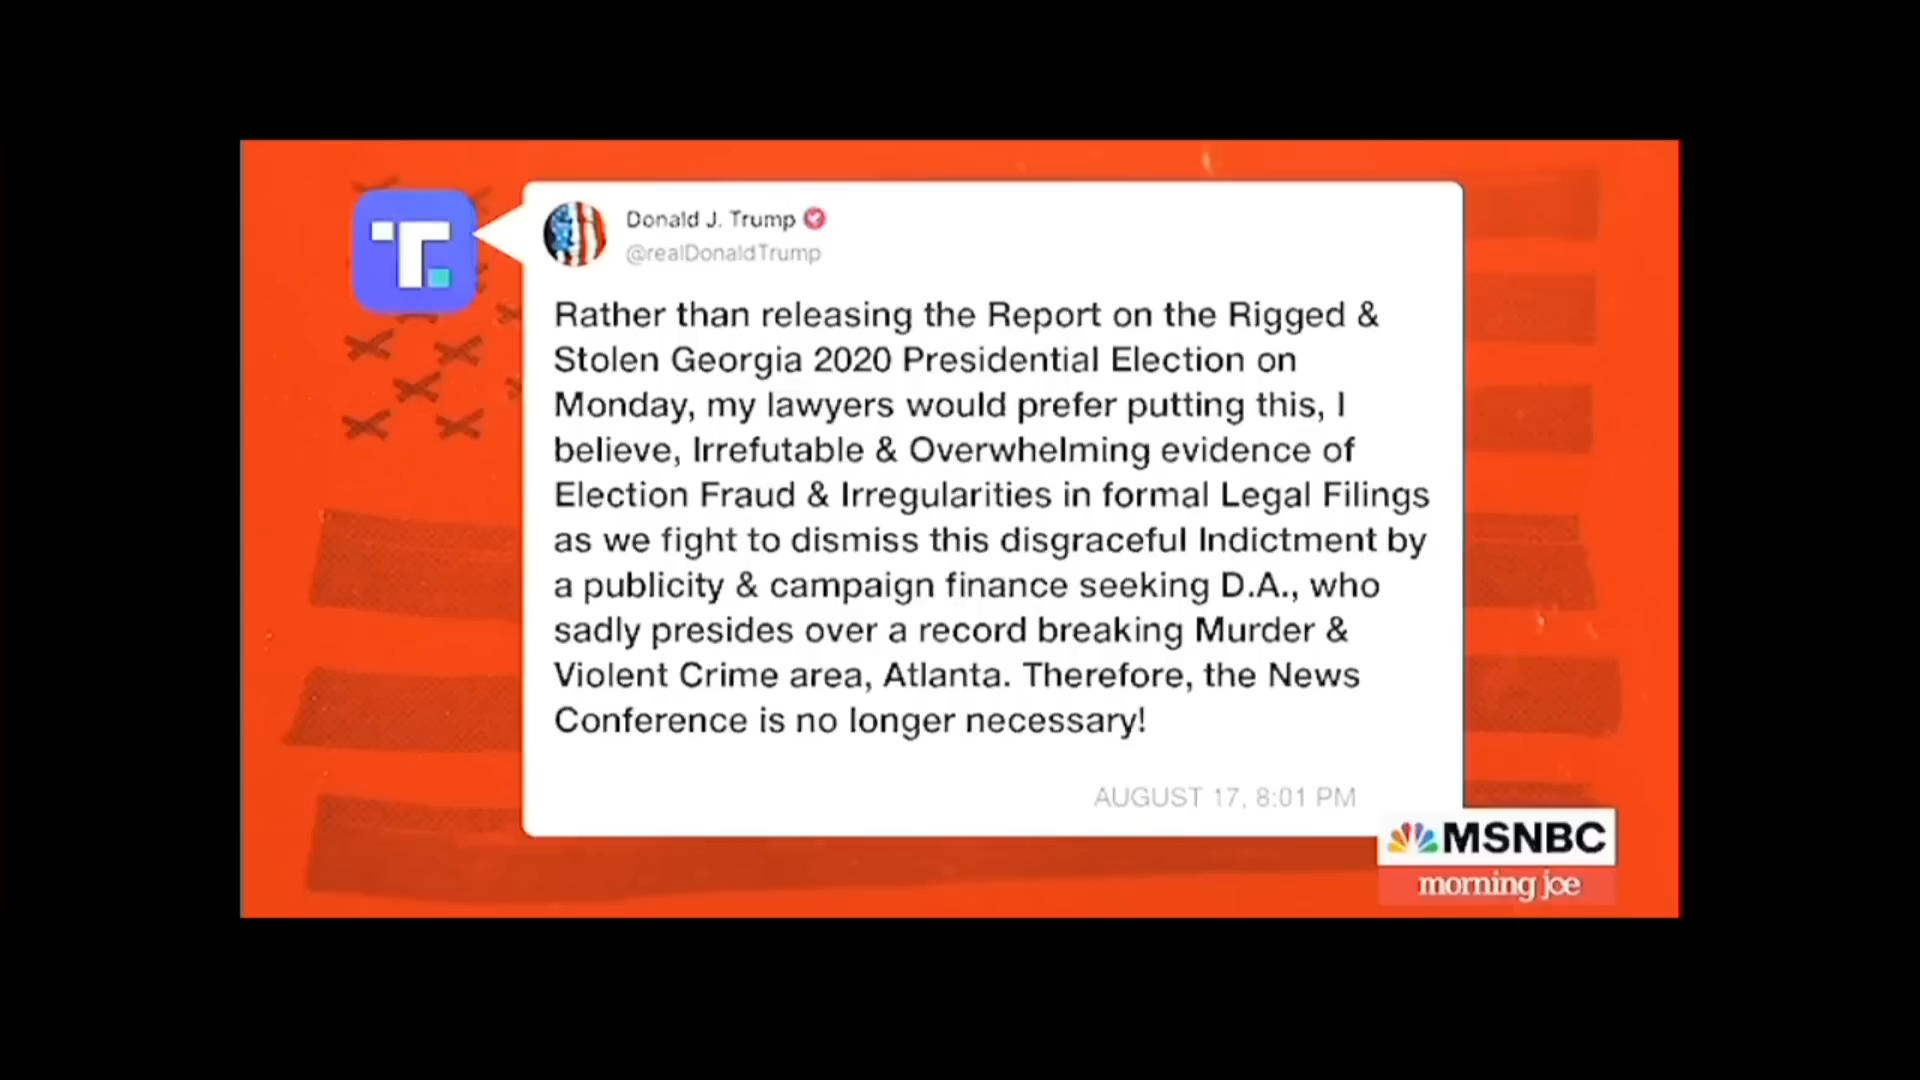 T.
Donald J. Trump
@realDonaldTrump
Rather than releasing the Report on the Rigged &
Stolen Georgia 2020 Presidential Election on
Monday, my lawyers would prefer putting this, I
believe, Irrefutable & Overwhelming evidence of
Election Fraud & Irregularities in formal Legal Filings
as we fight to dismiss this disgraceful Indictment by
a publicity & campaign finance seeking D.A., who
sadly presides over a record breaking Murder &
Violent Crime area, Atlanta. Therefore, the News
Conference is no longer necessary!
AUGUST 17, 8:01 PM
MSNBC
morning joe